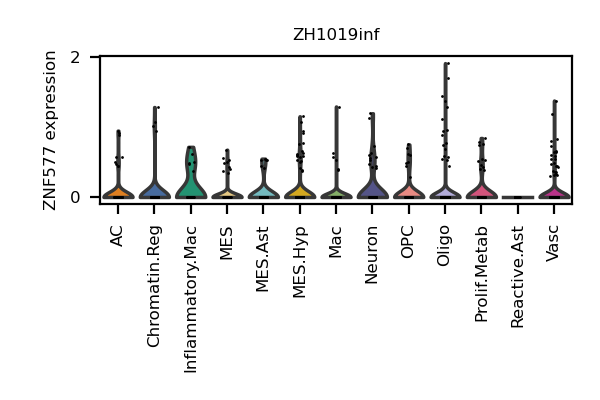 ZH1019inf
ZNF577 expression
2
0
AC
Chromatin.Reg
Inflammatory.Mac
MES
MES.Ast
MES.Hyp
Mac
Neuron
OPC
Oligo
Prolif.Metab
Reactive.Ast
Vasc